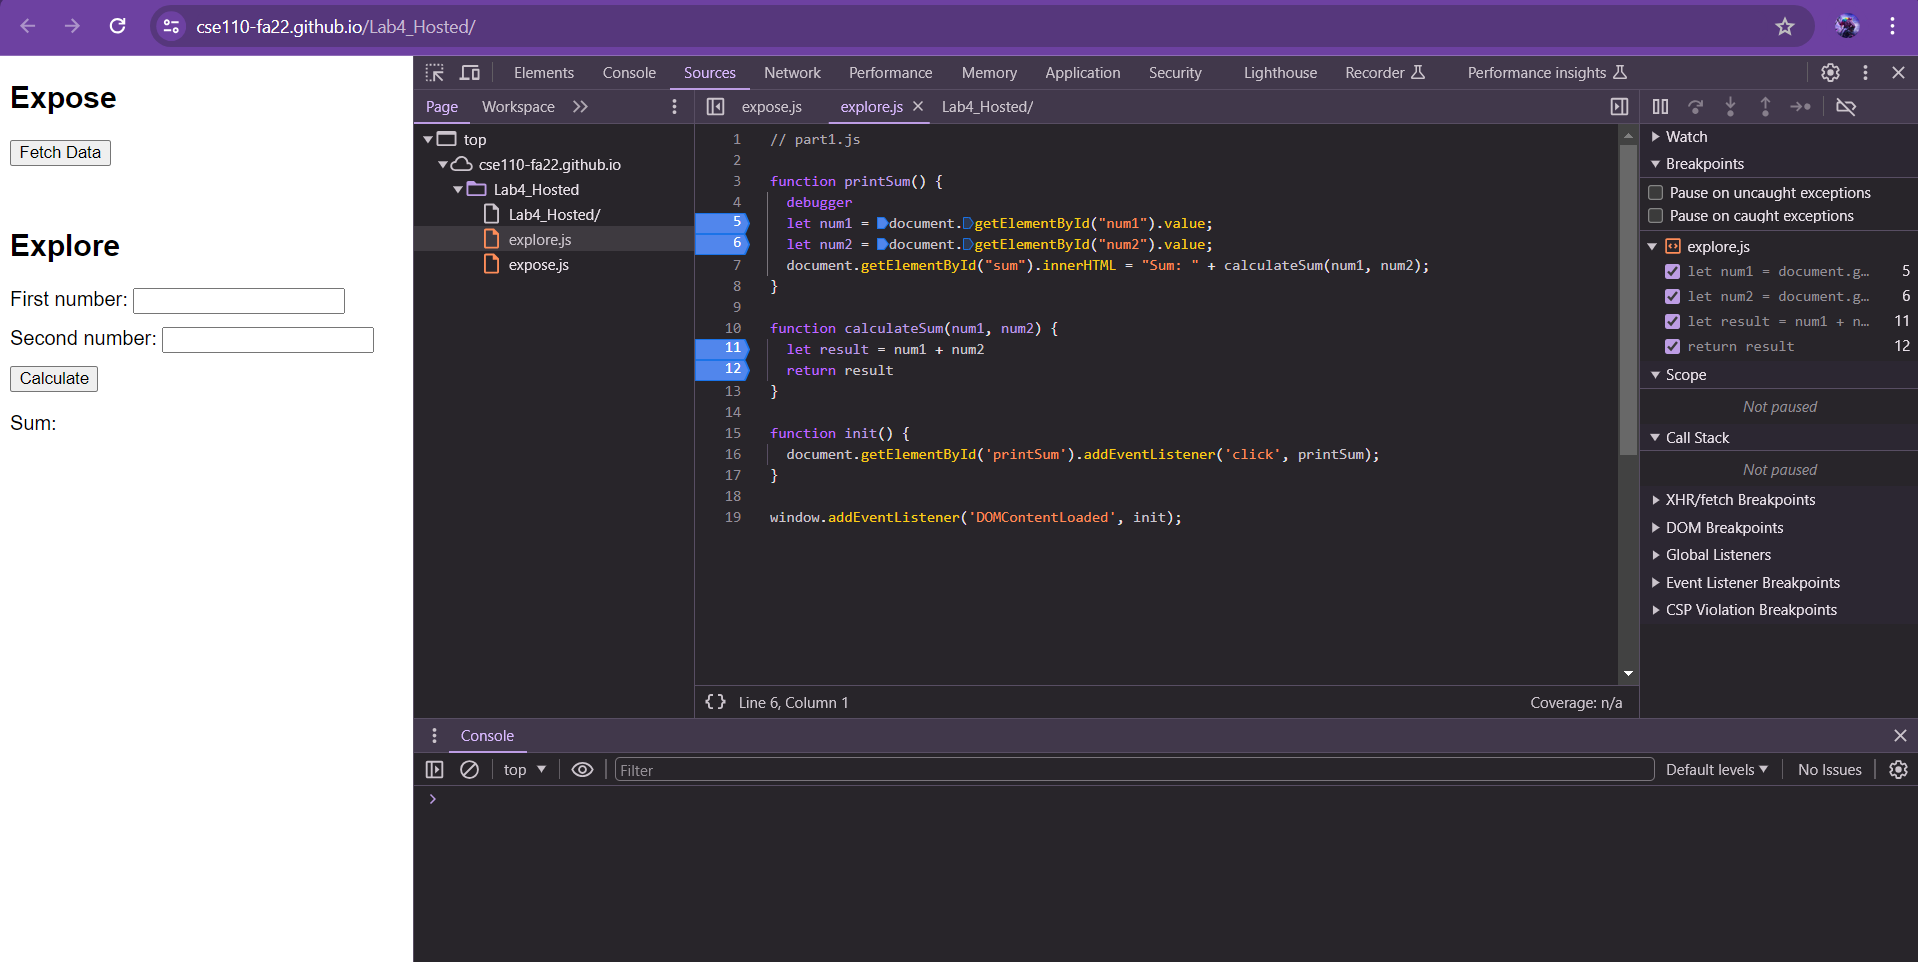 cse110-fa22.github.io/Lab4_Hosted/
Expose
Fetch Data
Explore
First number:
Second number:
Calculate
Sum:
Elements Console Sources Network Performance Memory Application Security Lighthouse Recorder Performance insights
Page Workspace
top
cse110-fa22.github.io
Lab4_Hosted
Lab4_Hosted/
explore.js
expose.js
expose.js explore.js Lab4_Hosted/
1 // part1.js
2
3 function printSum() {
4 debugger
5 let num1 = document.getElementById("num1").value;
6 let num2 = document.getElementById("num2").value;
7 document.getElementById("sum").innerHTML = "Sum: " + calculateSum(num1, num2);
8 }
9
10 function calculateSum(num1, num2) {
11 let result = num1 + num2
12 return result
13 }
14
15 function init() {
16 document.getElementById('printSum').addEventListener('click', printSum);
17 }
18
19 window.addEventListener('DOMContentLoaded', init);
{} Line 6, Column 1 Coverage: n/a
Watch
Breakpoints
Pause on uncaught exceptions
Pause on caught exceptions
explore.js
let num1 = document.g… 5
let num2 = document.g… 6
let result = num1 + n… 11
return result 12
Scope
Not paused
Call Stack
Not paused
XHR/fetch Breakpoints
DOM Breakpoints
Global Listeners
Event Listener Breakpoints
CSP Violation Breakpoints
Console
top Filter Default levels No Issues